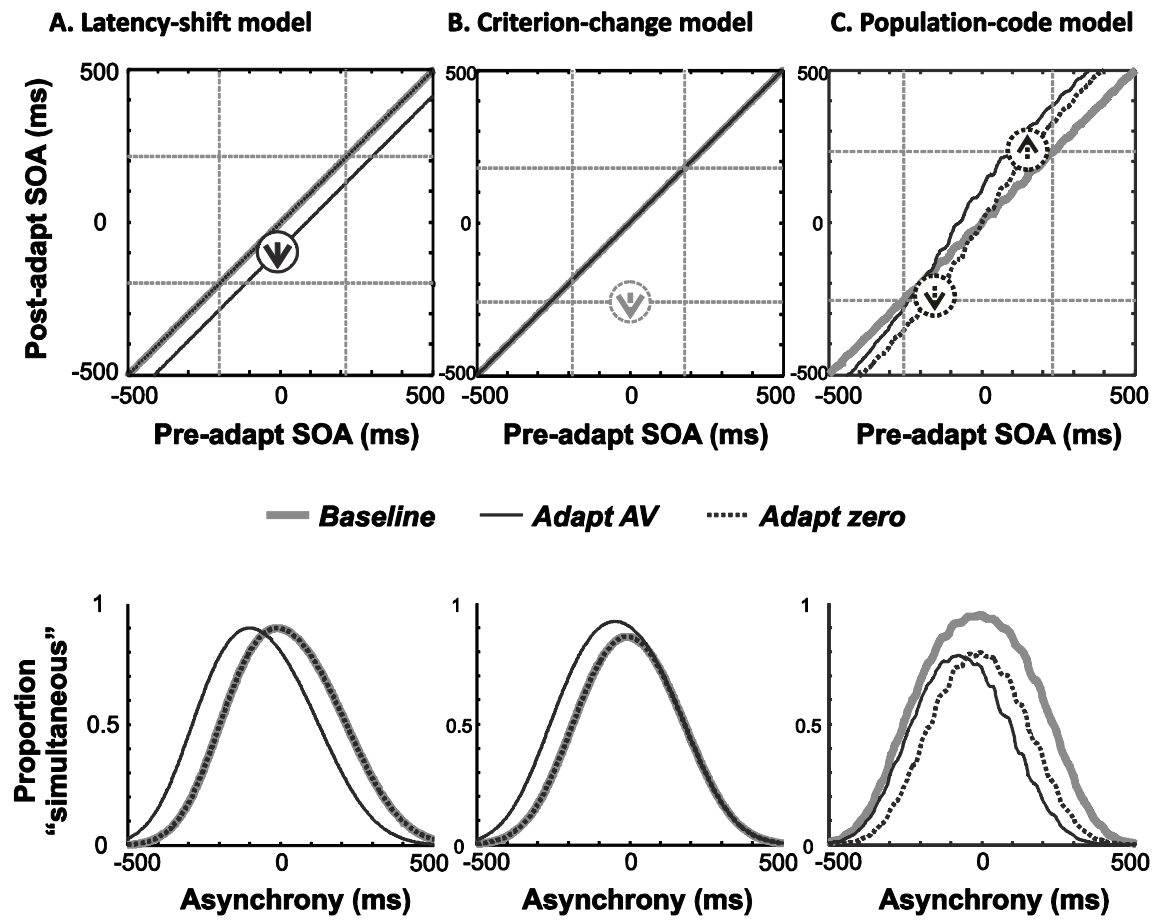 A. Latency-shift model
B. Criterion-change model
C. Population-code model
Post-adapt SOA (ms)
500
0
-500
-500 0 500
Pre-adapt SOA (ms)
500
0
-500
-500 0 500
Pre-adapt SOA (ms)
500
0
-500
-500 0 500
Pre-adapt SOA (ms)
Baseline
Adapt AV
Adapt zero
Proportion
“simultaneous”
1
0.5
0
-500 0 500
Asynchrony (ms)
1
0.5
0
-500 0 500
Asynchrony (ms)
1
0.5
0
-500 0 500
Asynchrony (ms)